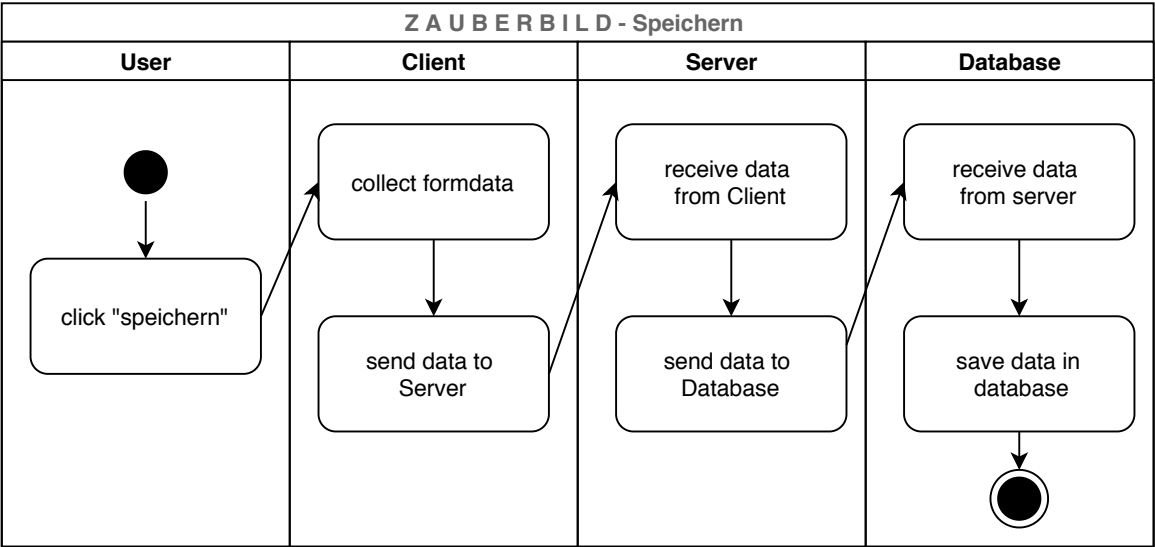 Z A U B E R B I L D - Speichern
User
Client
Server
Database
click "speichern"
collect formdata
send data to
Server
receive data
from Client
send data to
Database
receive data
from server
save data in
database